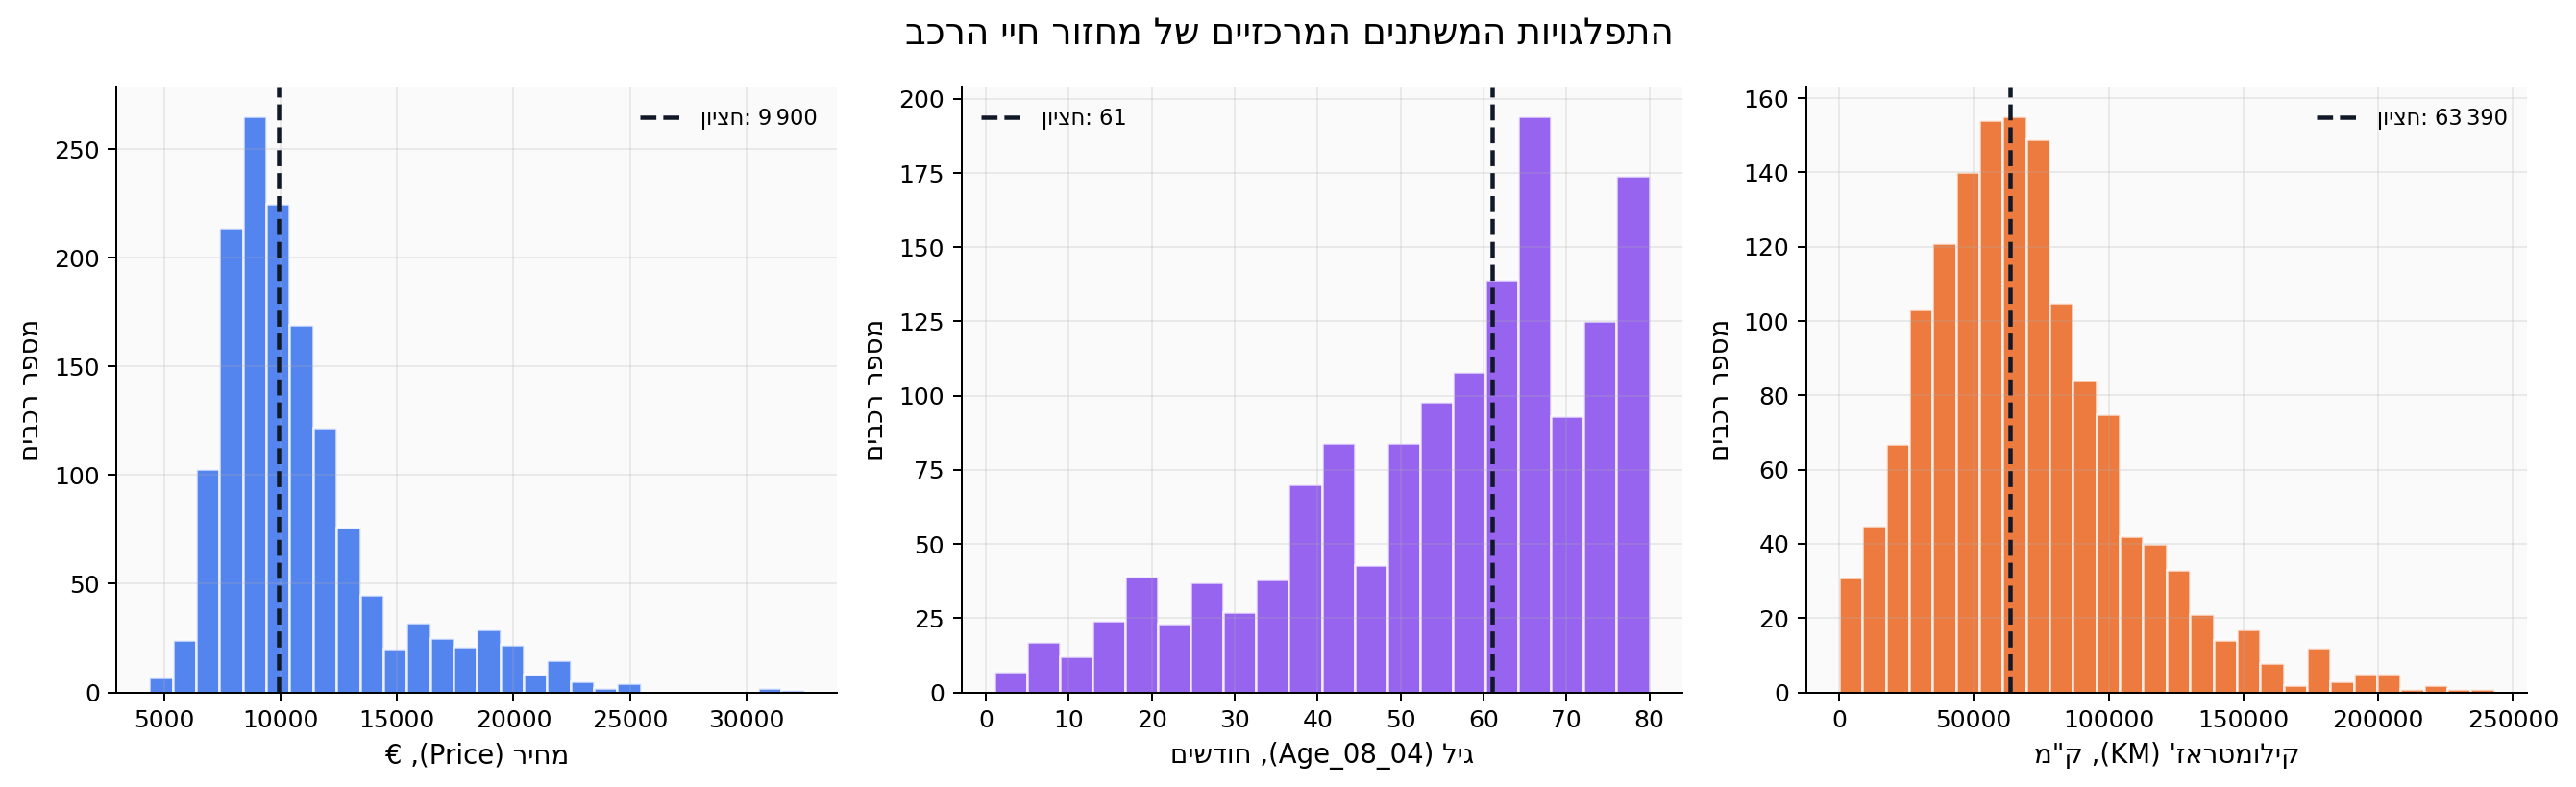 התפלגויות המשתנים המרכזיים של מחזור חיי הרכב
מספר רכבים
250
200
150
100
50
0
חציון: 9 900
5000 10000 15000 20000 25000 30000
מחיר (Price), €
מספר רכבים
200
175
150
125
100
75
50
25
0
חציון: 61
0 10 20 30 40 50 60 70 80
גיל (Age_08_04), חודשים
מספר רכבים
160
140
120
100
80
60
40
20
0
חציון: 63 390
0 50000 100000 150000 200000 250000
קילומטראז' (KM), ק"מ